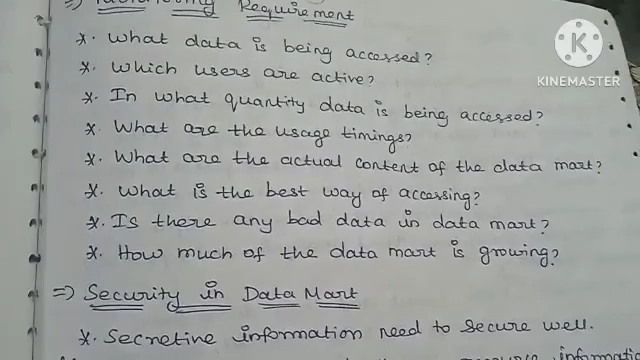 => Requirement
*. What data is being accessed?
*. Which users are active?
*. In what quantity data is being accessed?
*. What are the usage timings?
*. What are the actual content of the data mart?
*. What is the best way of accessing?
*. Is there any bad data in data mart?
*. How much of the data mart is growing?
=> Security in Data Mart
*. Secretive information need to secure well.
KINEMASTER